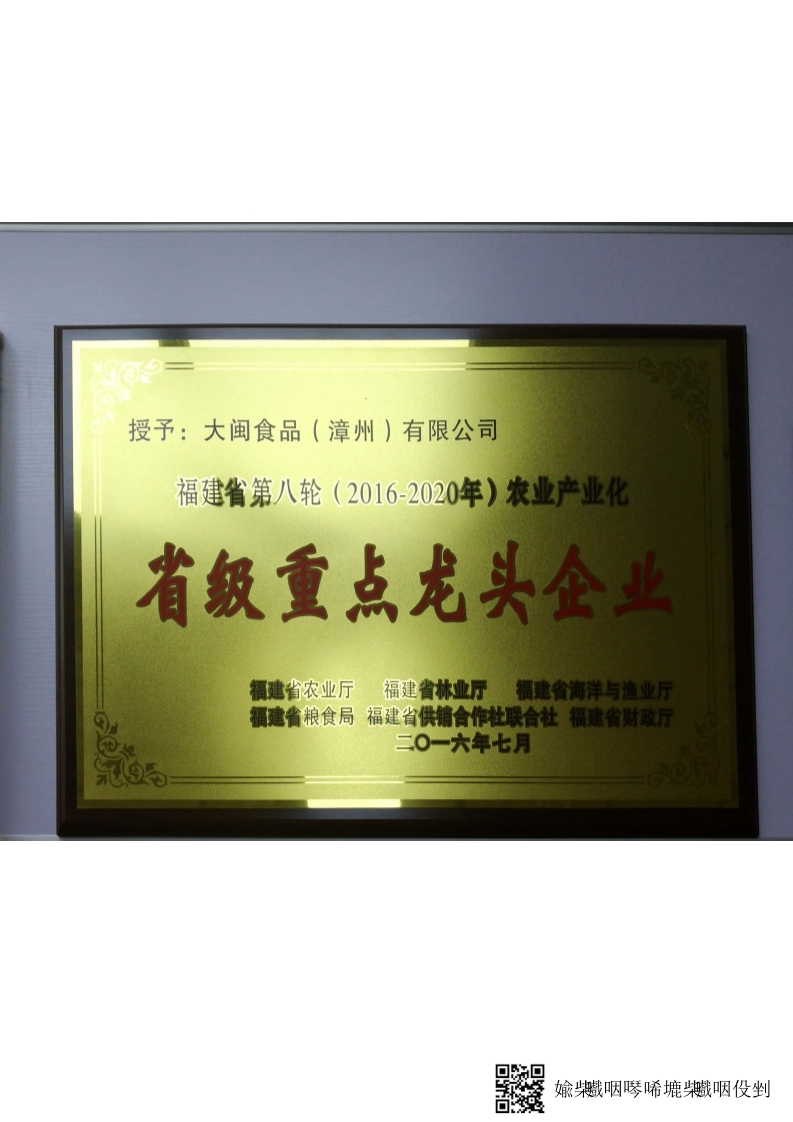 授予：大闽食品（漳州）有限公司
福建省第八轮（2016-2020年）农业产业化
省级重点龙头企业
福建省农业厅 福建省林业厅 福建省海洋与渔业厅
福建省粮食局 福建省供销合作社联合社 福建省财政厅
二〇一六年七月